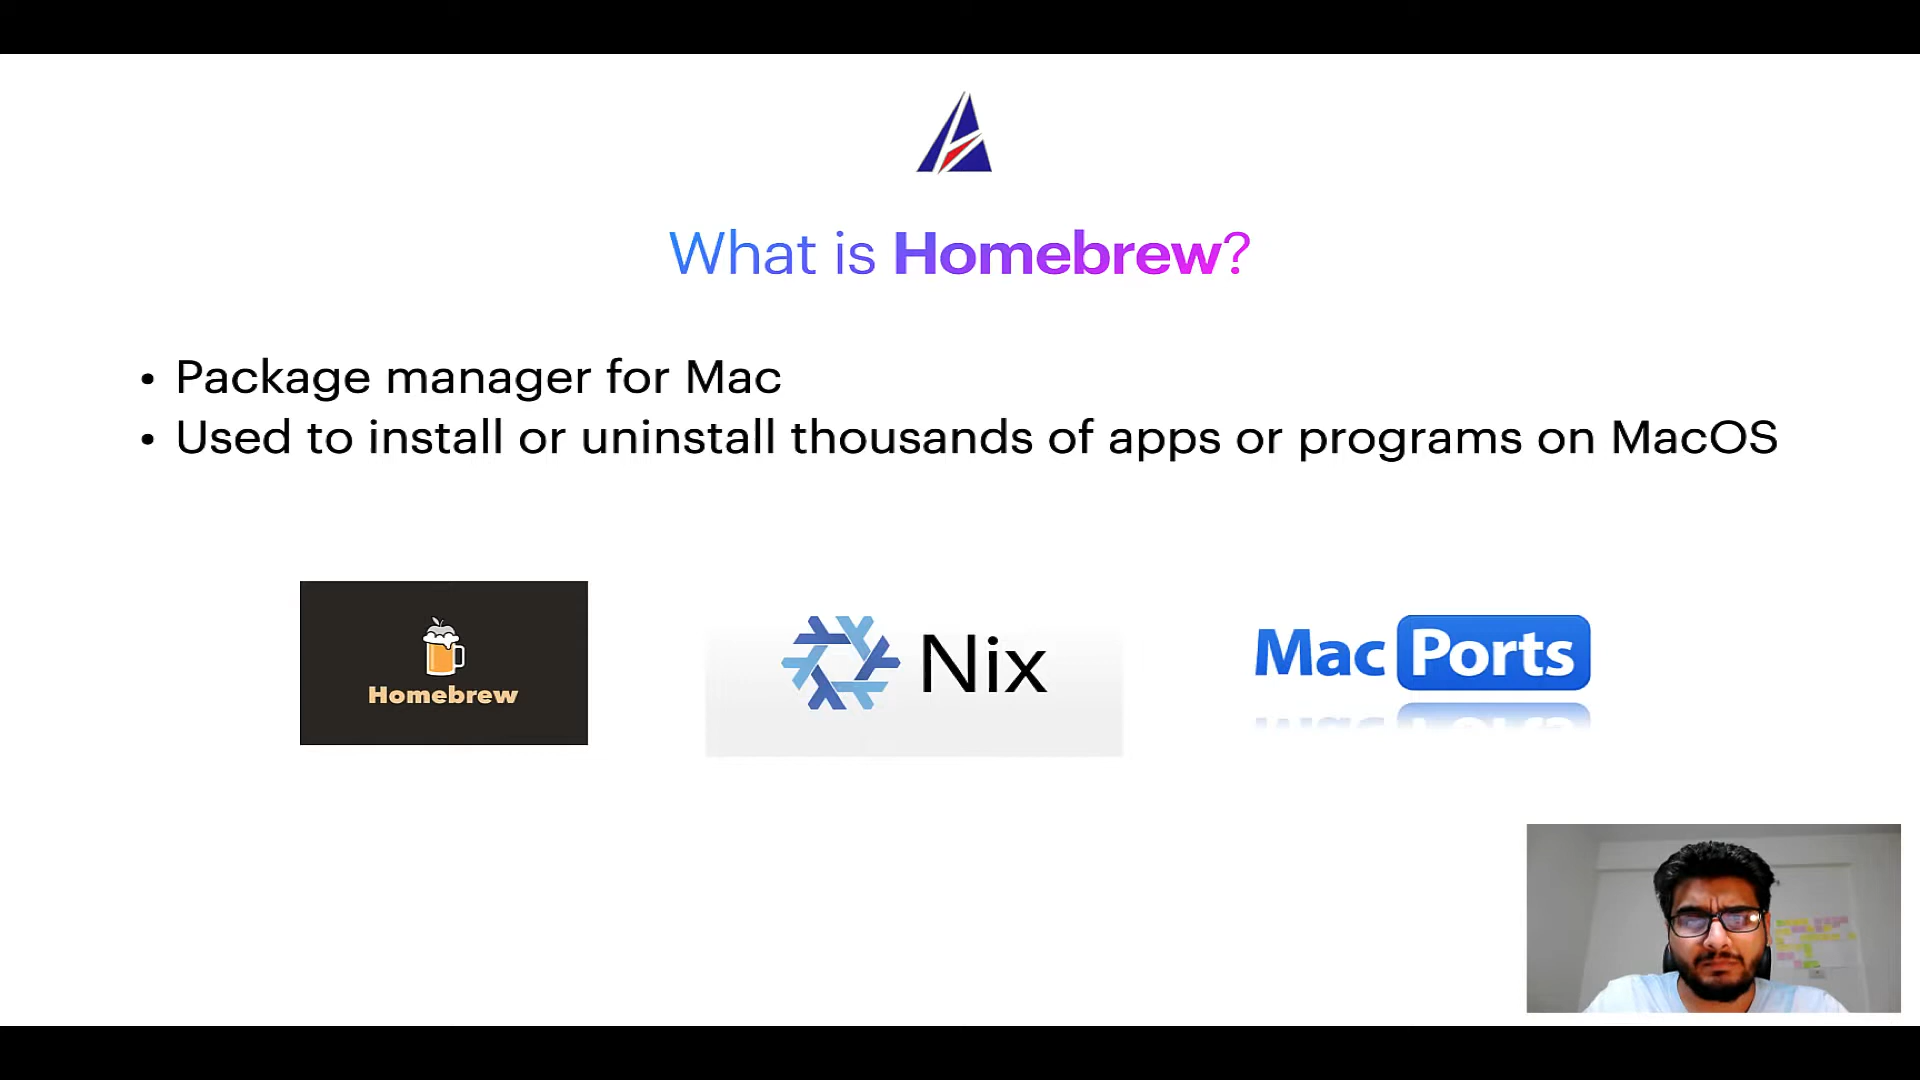 What is Homebrew?
• Package manager for Mac
• Used to install or uninstall thousands of apps or programs on MacOS
Homebrew
Nix
Mac Ports